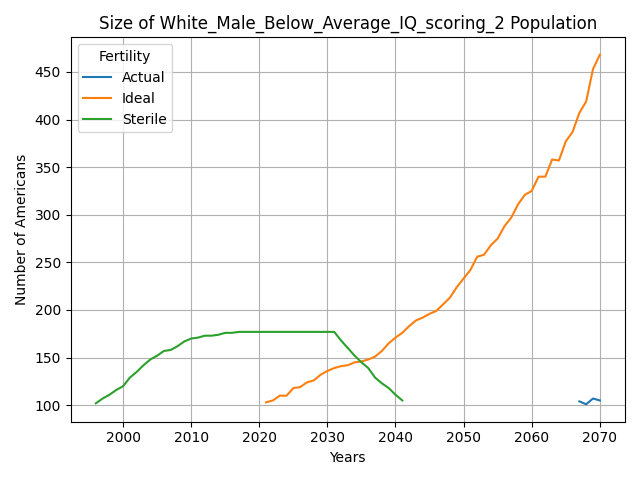 Size of White_Male_Below_Average_IQ_scoring_2 Population
Fertility
Actual
Ideal
Sterile
Number of Americans
450
400
350
300
250
200
150
100
2000 2010 2020 2030 2040 2050 2060 2070
Years